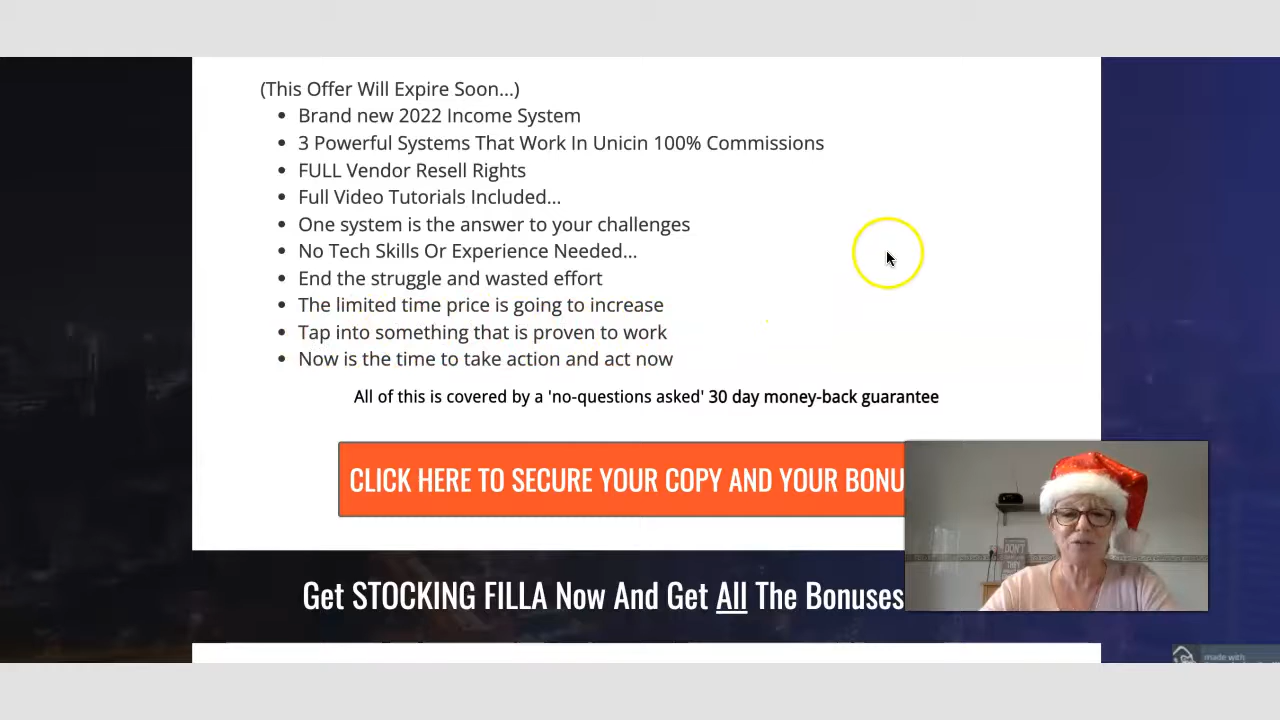 (This Offer Will Expire Soon...)
Brand new 2022 Income System
3 Powerful Systems That Work In Unicin 100% Commissions
FULL Vendor Resell Rights
Full Video Tutorials Included...
One system is the answer to your challenges
No Tech Skills Or Experience Needed...
End the struggle and wasted effort
The limited time price is going to increase
Tap into something that is proven to work
Now is the time to take action and act now
All of this is covered by a 'no-questions asked' 30 day money-back guarantee
CLICK HERE TO SECURE YOUR COPY AND YOUR BONU
DON'T
THEY
Get STOCKING FILLA Now And Get All The Bonuses
made with